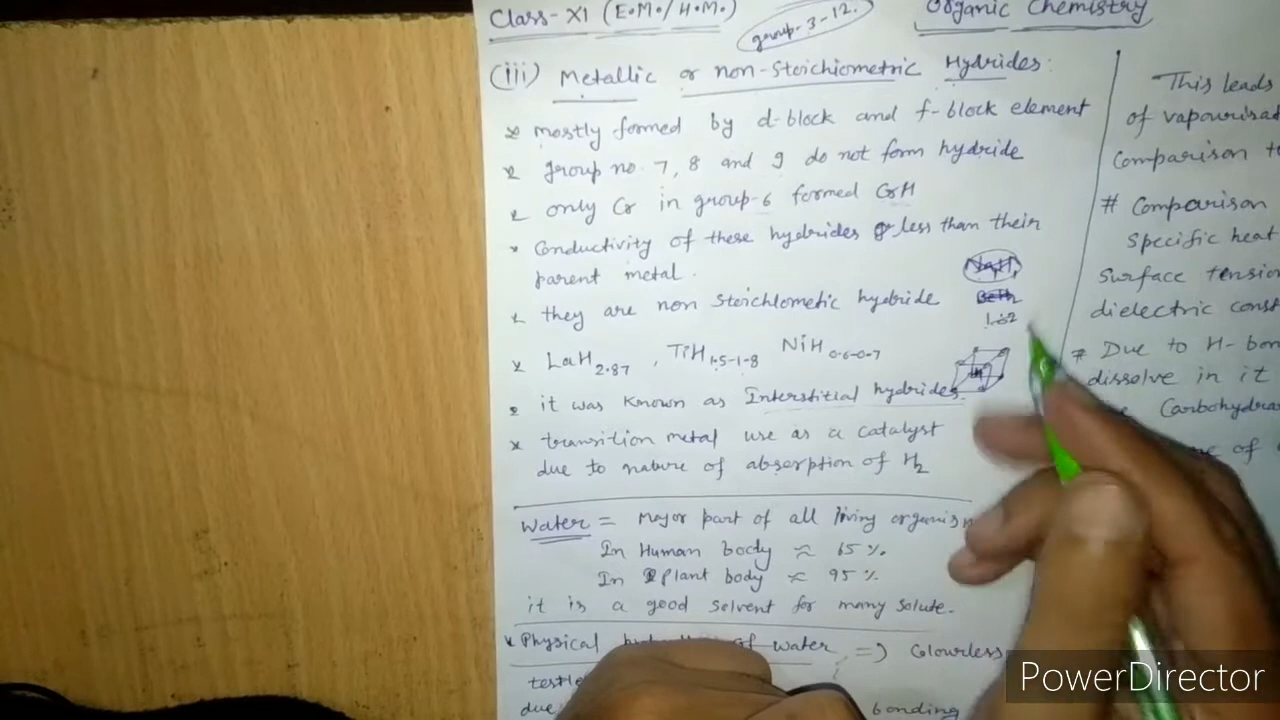 Class-XI (E.M./H.M.)
group-3-12.
Organic Chemistry
(iii) Metallic or non-Stoichiometric Hydrides:
* mostly formed by d-block and f-block element
* group no. 7, 8 and 9 do not form hydride
* only Cr in group-6 formed CrH
* Conductivity of these hydrides less than their
parent metal.
* they are non Stoichlometic hybride
* LaH2.87, TiH1.5-1-8 NiH0.6-0.7
* it was known as Interstitial hydrides.
* transition metal use as a catalyst
due to nature of absorption of H2
Water = Major part of all living organism
In Human body ≈ 65%.
In Plant body ≈ 95%
it is a good solvent for many solute.
* Physical of water => Colourless
due bonding
This leads
of vapourisat
Comparison to
# Comparison
Specific heat
Surface tension
dielectric const
# Due to H-bon
dissolve in it
Carbohydra
of
PowerDirector